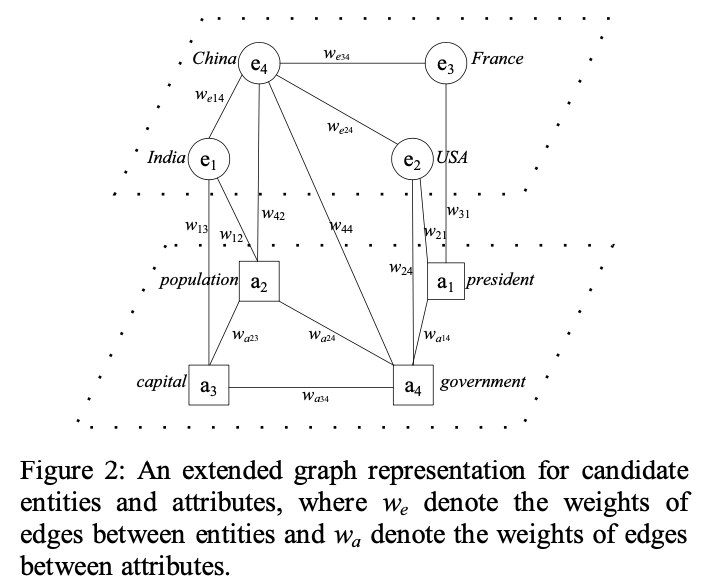 China e4 we34 e3 France
we14
we24
India e1 e2 USA
w13 w12 w42 w44 w21 w31
w24
population a2 a1 president
wa23 wa24 wa14
capital a3 wa34 a4 government
Figure 2: An extended graph representation for candidate
entities and attributes, where we denote the weights of
edges between entities and wa denote the weights of edges
between attributes.